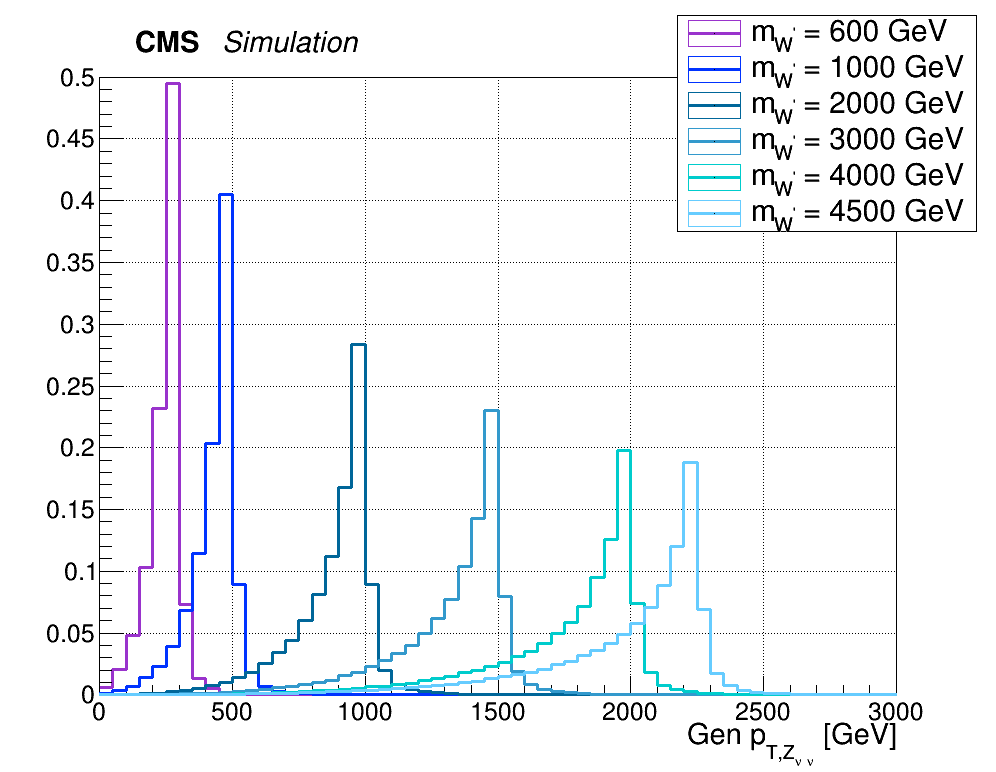 CMS Simulation
m_W' = 600 GeV
m_W' = 1000 GeV
m_W' = 2000 GeV
m_W' = 3000 GeV
m_W' = 4000 GeV
m_W' = 4500 GeV
0.5
0.45
0.4
0.35
0.3
0.25
0.2
0.15
0.1
0.05
0
0 500 1000 1500 2000 2500 3000
Gen p_T,Z_ν ν [GeV]